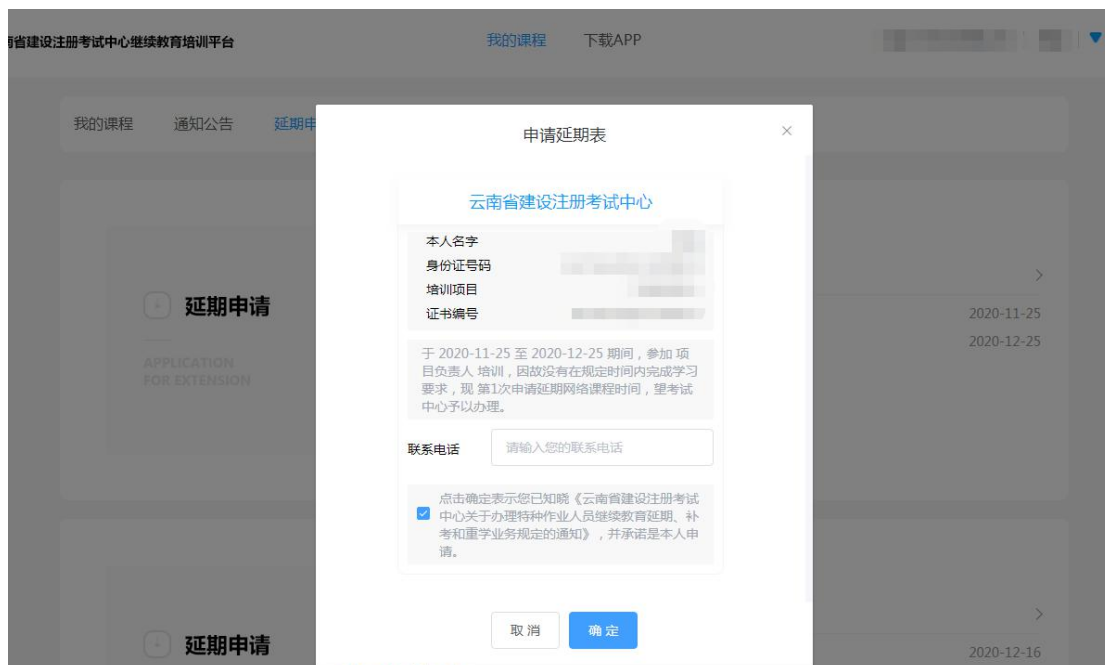 南省建设注册考试中心继续教育培训平台
我的课程 下载APP
我的课程 通知公告 延期申
申请延期表
云南省建设注册考试中心
本人名字
身份证号码
培训项目
证书编号
于 2020-11-25 至 2020-12-25 期间，参加 项
目负责人 培训，因故没有在规定时间内完成学习
要求，现 第1次申请延期网络课程时间，望考试
中心予以办理。
联系电话 请输入您的联系电话
点击确定表示您已知晓《云南省建设注册考试
中心关于办理特种作业人员继续教育延期、补
考和重学业务规定的通知》，并承诺是本人申
请。
取消 确定
延期申请
APPLICATION
FOR EXTENSION
2020-11-25
2020-12-25
延期申请
2020-12-16